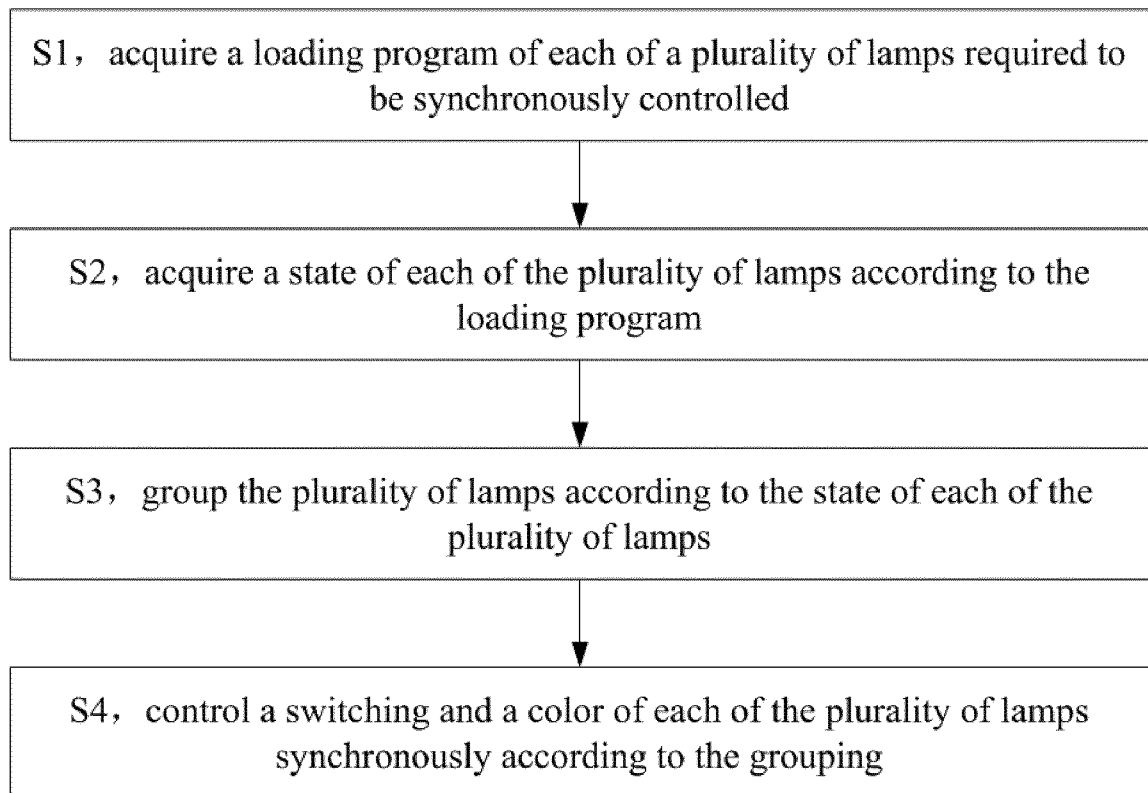 S1，acquire a loading program of each of a plurality of lamps required to
be synchronously controlled
S2，acquire a state of each of the plurality of lamps according to the
loading program
S3，group the plurality of lamps according to the state of each of the
plurality of lamps
S4，control a switching and a color of each of the plurality of lamps
synchronously according to the grouping